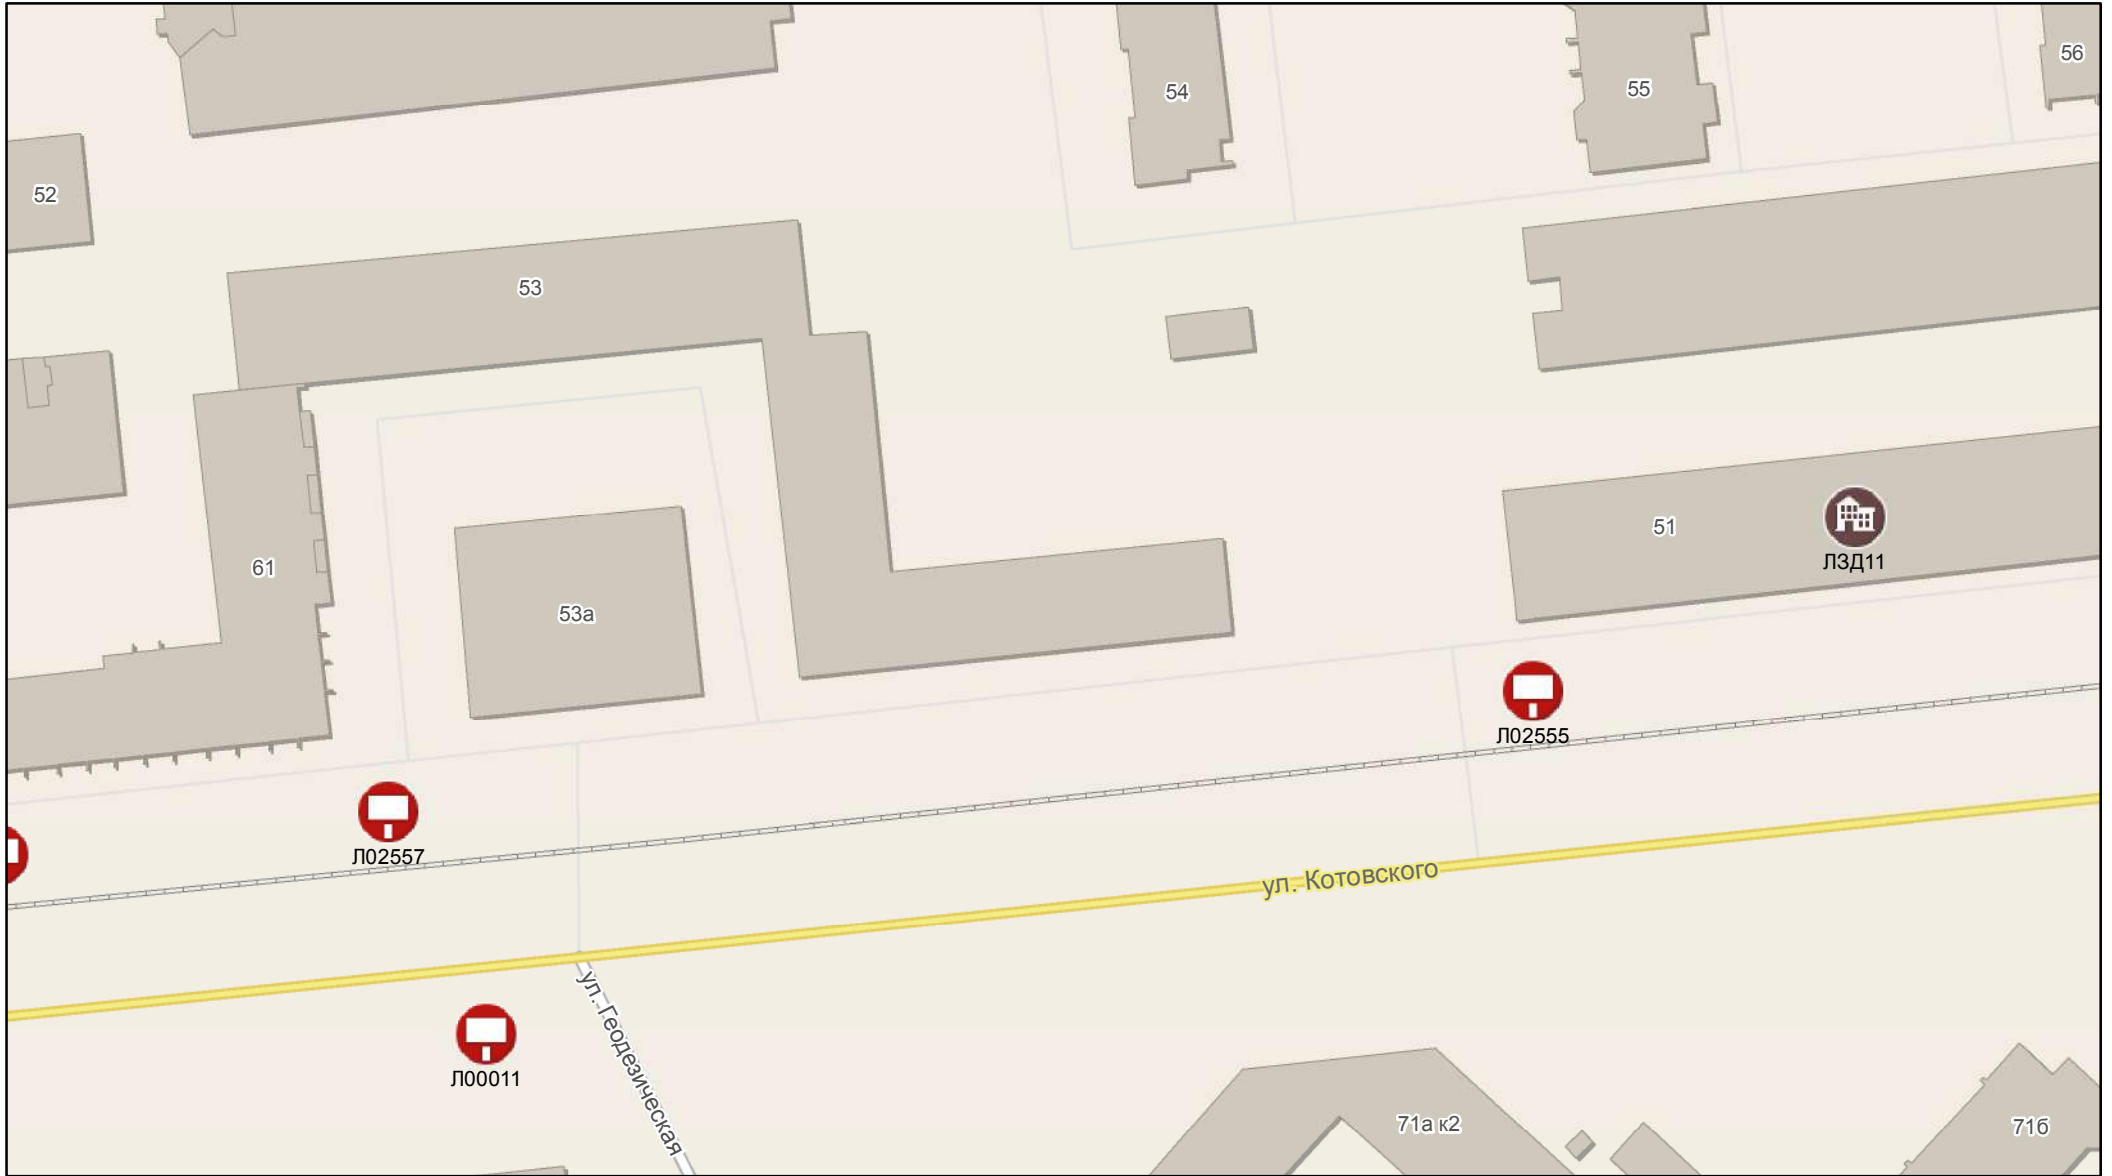 56
54
55
52
53
51
ЛЗД11
61
53а
Л02555
Л02557
ул. Котовского
ул. Геодезическая
Л00011
71а к2
71б